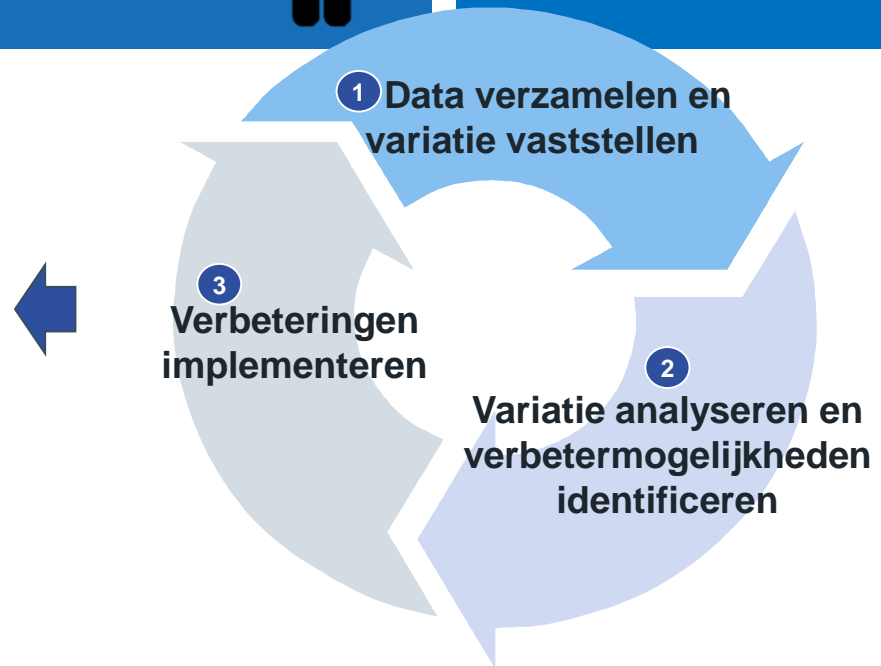 1 Data verzamelen en
variatie vaststellen
3
Verbeteringen
implementeren
2
Variatie analyseren en
verbetermogelijkheden
identificeren